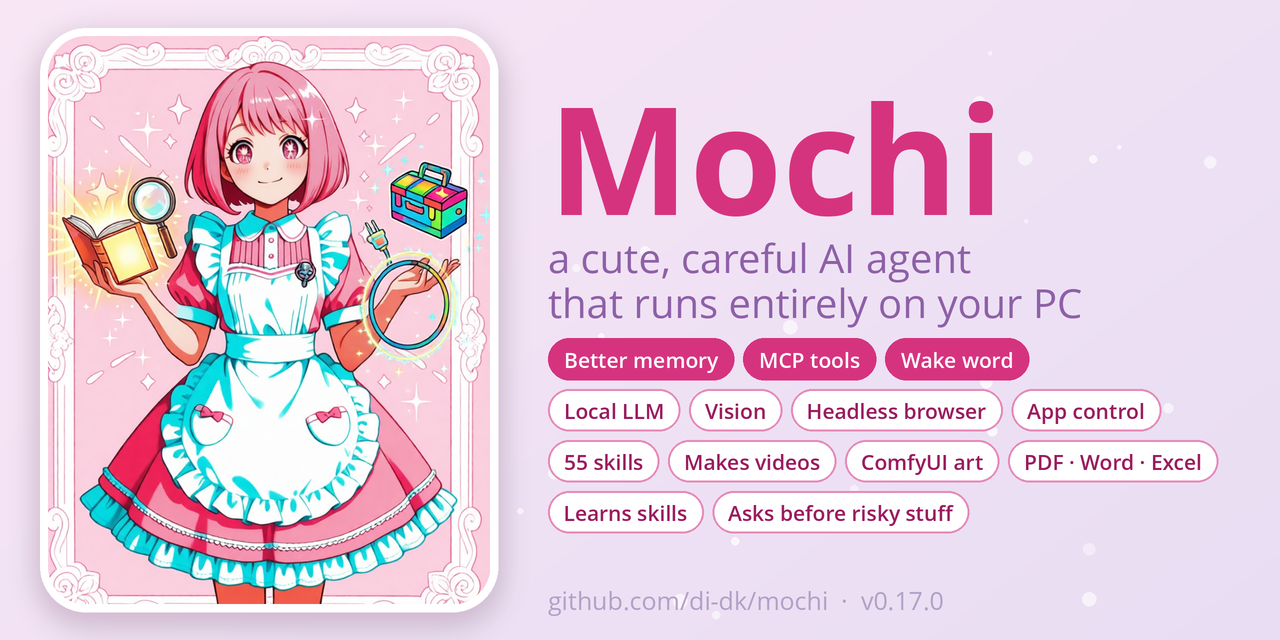 Mochi
a cute, careful AI agent
that runs entirely on your PC
Better memory MCP tools Wake word
Local LLM Vision Headless browser App control
55 skills Makes videos ComfyUI art PDF · Word · Excel
Learns skills Asks before risky stuff
github.com/di-dk/mochi · v0.17.0